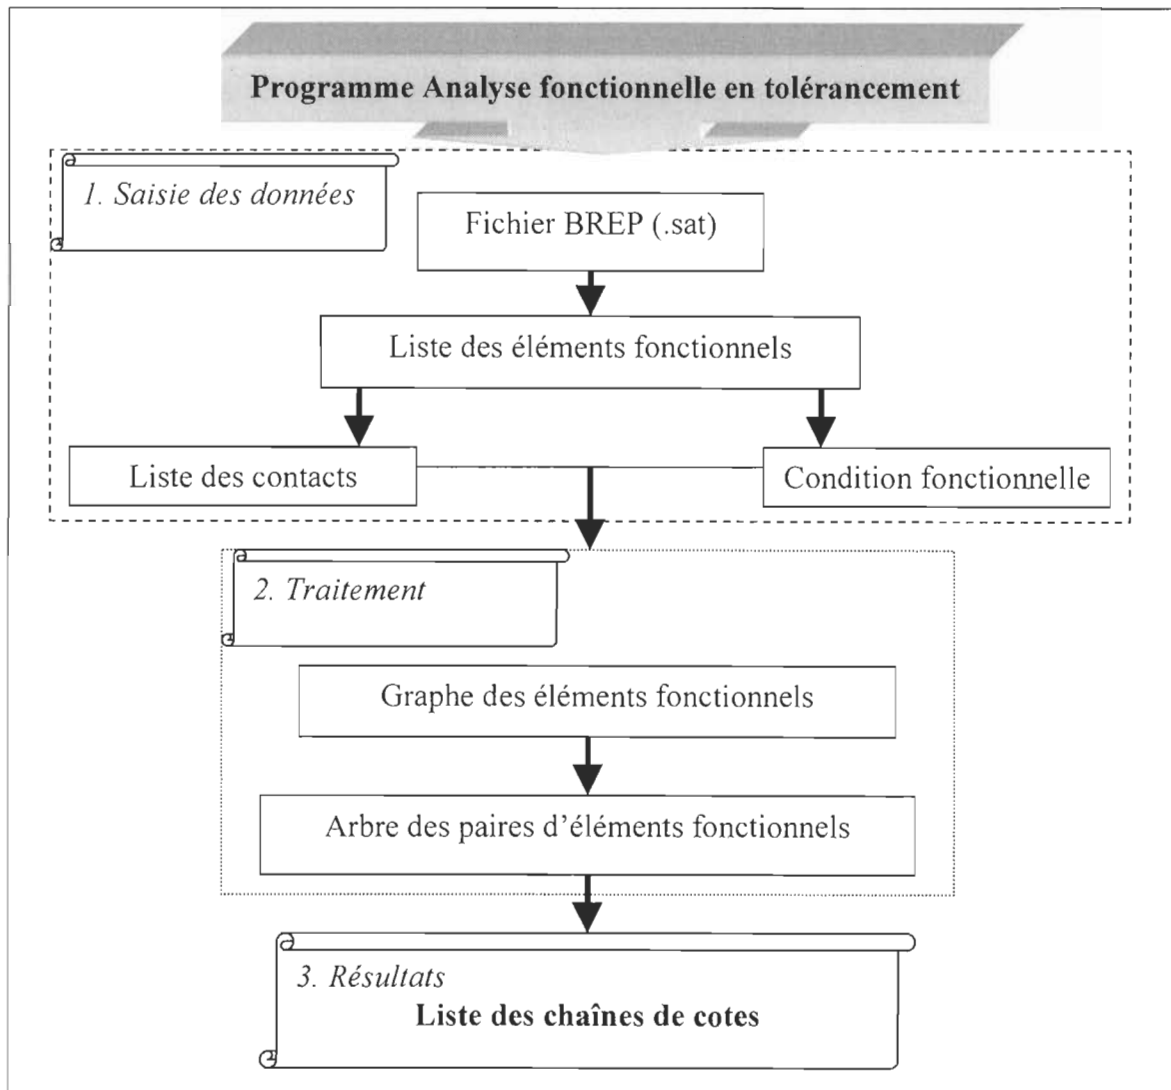 Programme Analyse fonctionnelle en tolérancement
1. Saisie des données
Fichier BREP (.sat)
Liste des éléments fonctionnels
Liste des contacts
Condition fonctionnelle
2. Traitement
Graphe des éléments fonctionnels
Arbre des paires d'éléments fonctionnels
3. Résultats
Liste des chaînes de cotes